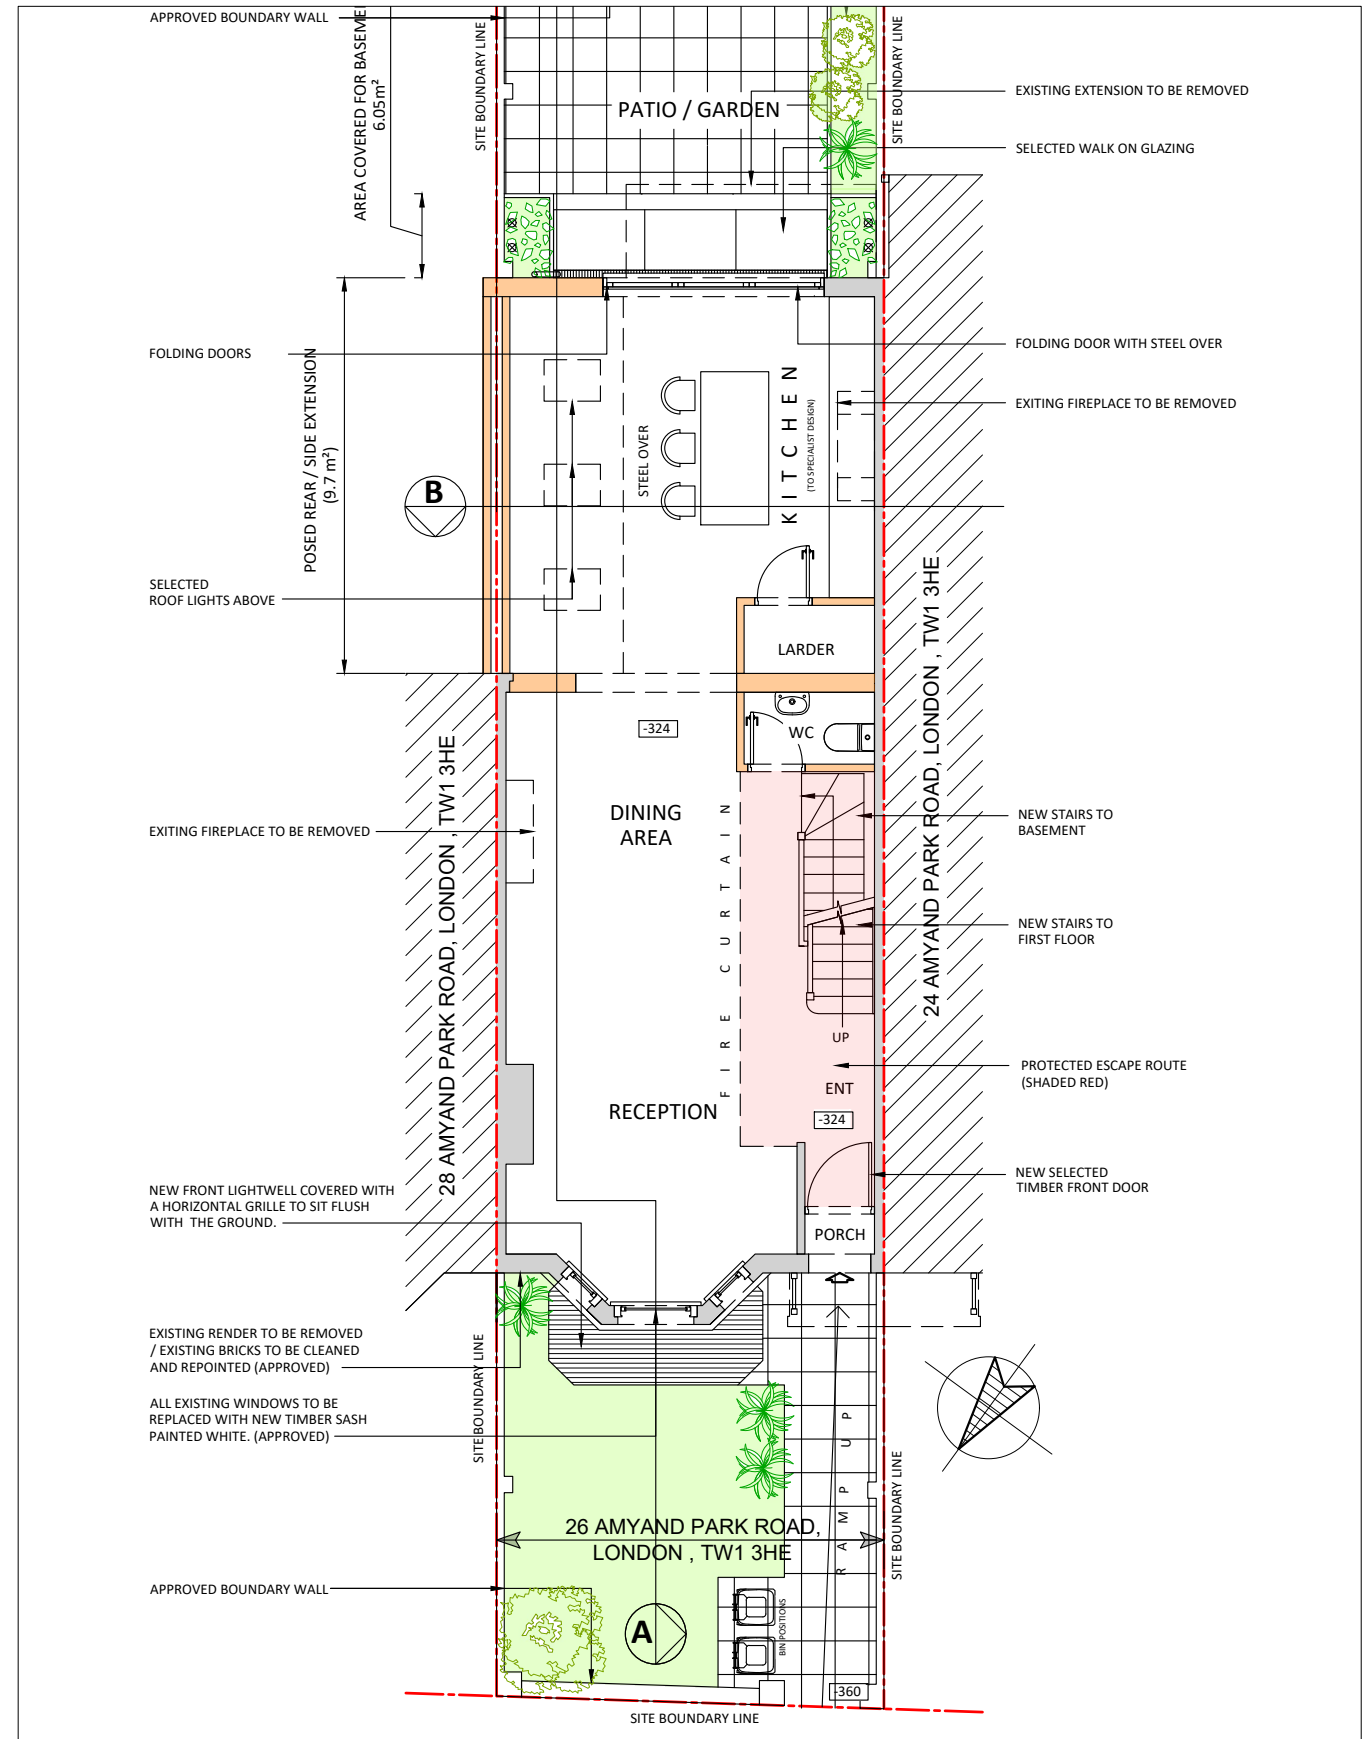 APPROVED BOUNDARY WALL
AREA COVERED FOR BASEME
6.05m²
SITE BOUNDARY LINE
SITE BOUNDARY LINE
PATIO / GARDEN
EXISTING EXTENSION TO BE REMOVED
SELECTED WALK ON GLAZING
FOLDING DOORS
FOLDING DOOR WITH STEEL OVER
POSED REAR / SIDE EXTENSION
(9.7 m²)
EXITING FIREPLACE TO BE REMOVED
STEEL OVER
KITCHEN
(TO SPECIALIST DESIGN)
B
SELECTED
ROOF LIGHTS ABOVE
LARDER
24 AMYAND PARK ROAD, LONDON , TW1 3HE
-324
WC
28 AMYAND PARK ROAD, LONDON , TW1 3HE
DINING
AREA
EXITING FIREPLACE TO BE REMOVED
FIRE CURTAIN
NEW STAIRS TO
BASEMENT
NEW STAIRS TO
FIRST FLOOR
UP
PROTECTED ESCAPE ROUTE
(SHADED RED)
ENT
RECEPTION
-324
NEW SELECTED
TIMBER FRONT DOOR
NEW FRONT LIGHTWELL COVERED WITH
A HORIZONTAL GRILLE TO SIT FLUSH
WITH THE GROUND.
PORCH
EXISTING RENDER TO BE REMOVED
/ EXISTING BRICKS TO BE CLEANED
AND REPOINTED (APPROVED)
SITE BOUNDARY LINE
ALL EXISTING WINDOWS TO BE
REPLACED WITH NEW TIMBER SASH
PAINTED WHITE. (APPROVED)
RAMP UP
SITE BOUNDARY LINE
26 AMYAND PARK ROAD,
LONDON , TW1 3HE
APPROVED BOUNDARY WALL
BIN POSITIONS
A
-360
SITE BOUNDARY LINE